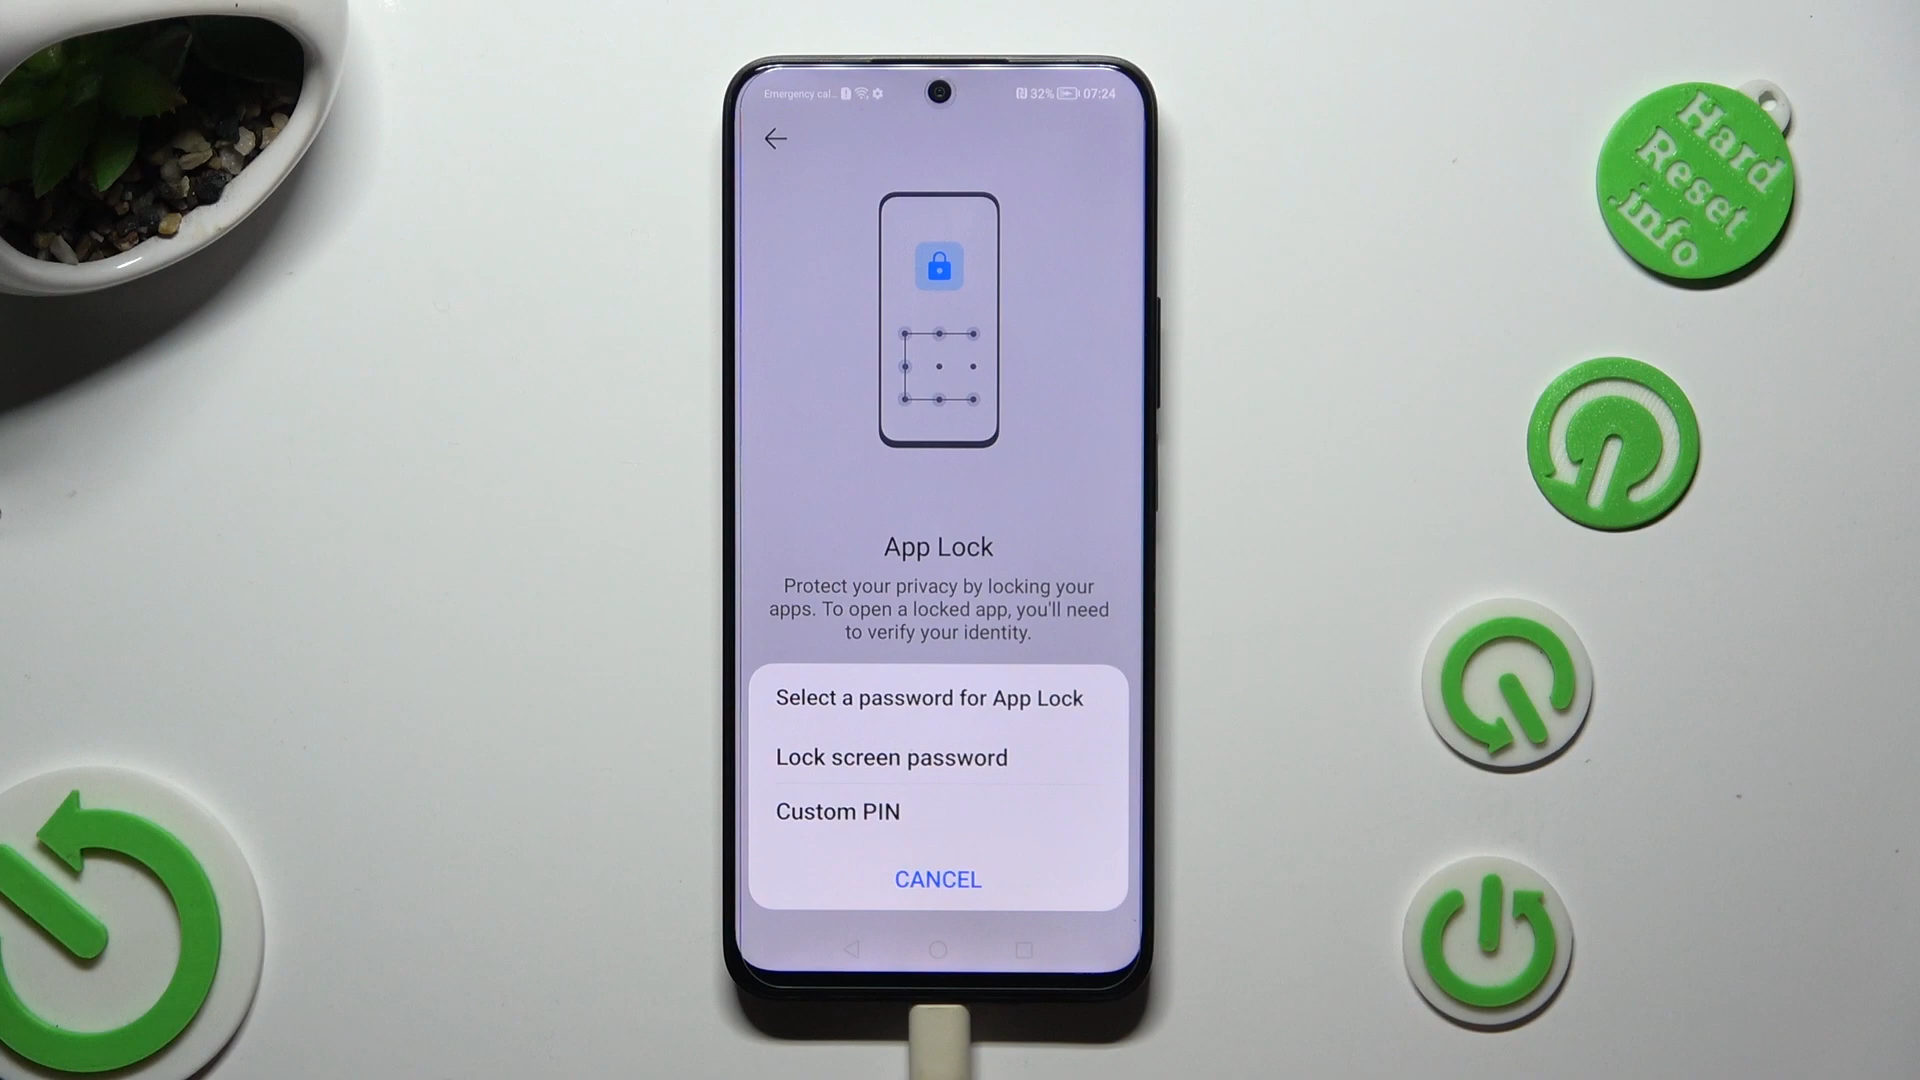 Emergency cal...
32% 07:24
App Lock
Protect your privacy by locking your
apps. To open a locked app, you'll need
to verify your identity.
Select a password for App Lock
Lock screen password
Custom PIN
CANCEL
Hard
Reset
.info